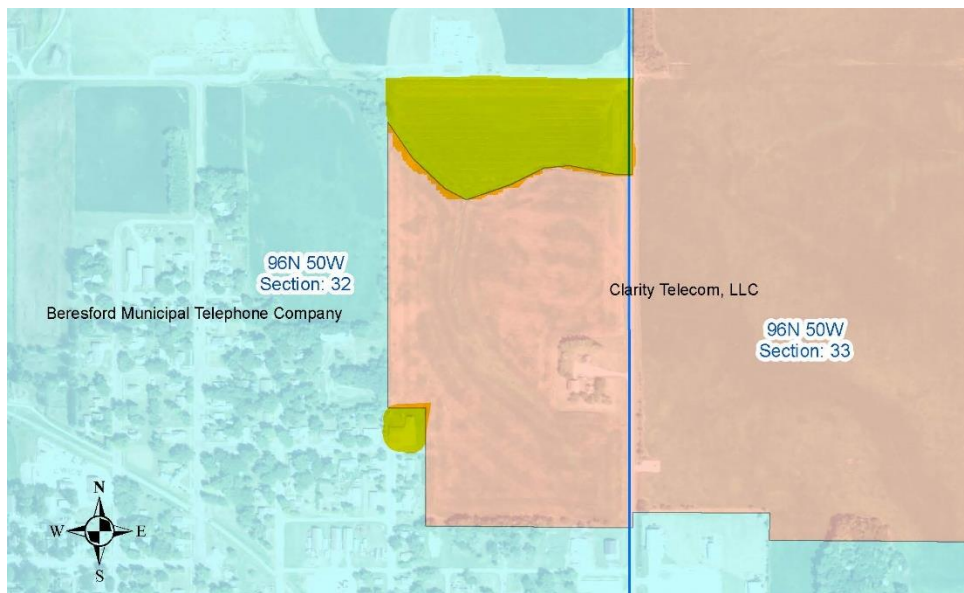 96N 50W
Section: 32
Beresford Municipal Telephone Company
Clarity Telecom, LLC
96N 50W
Section: 33
N
W E
S